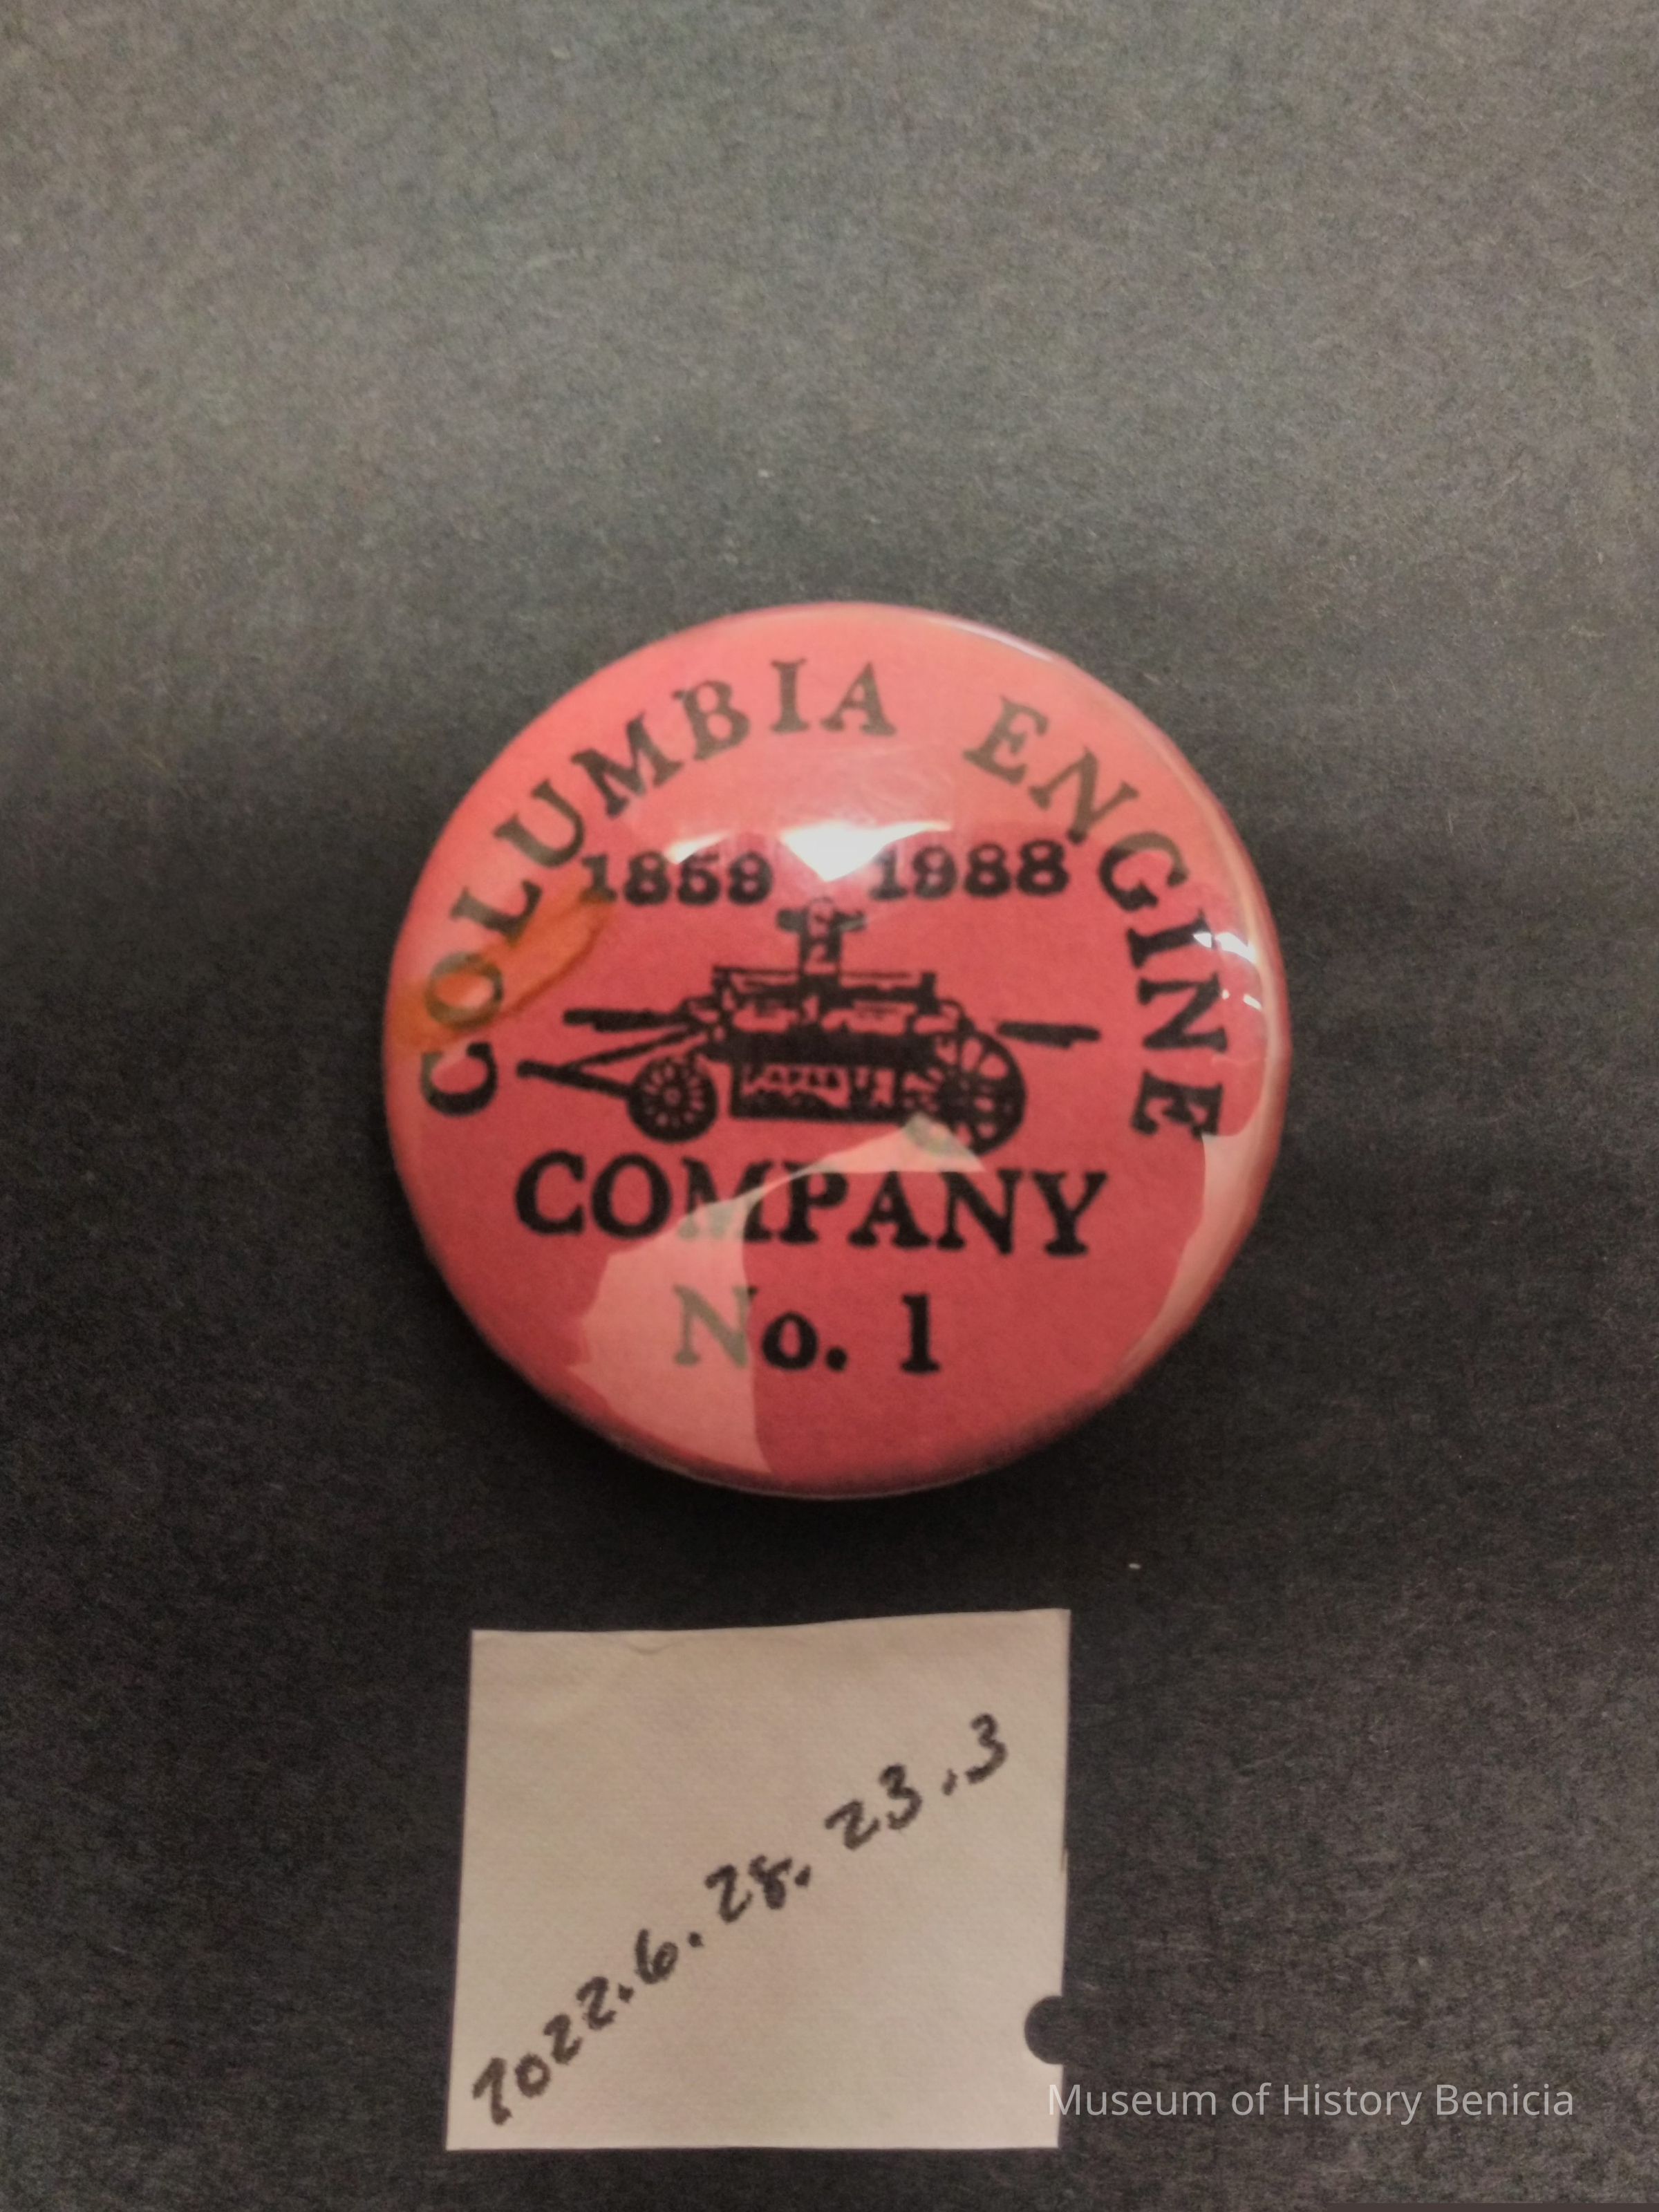 COLUMBIA ENGINE
1859 1988
COMPANY
No. 1
2022.6.28.23.3
Museum of History Benicia